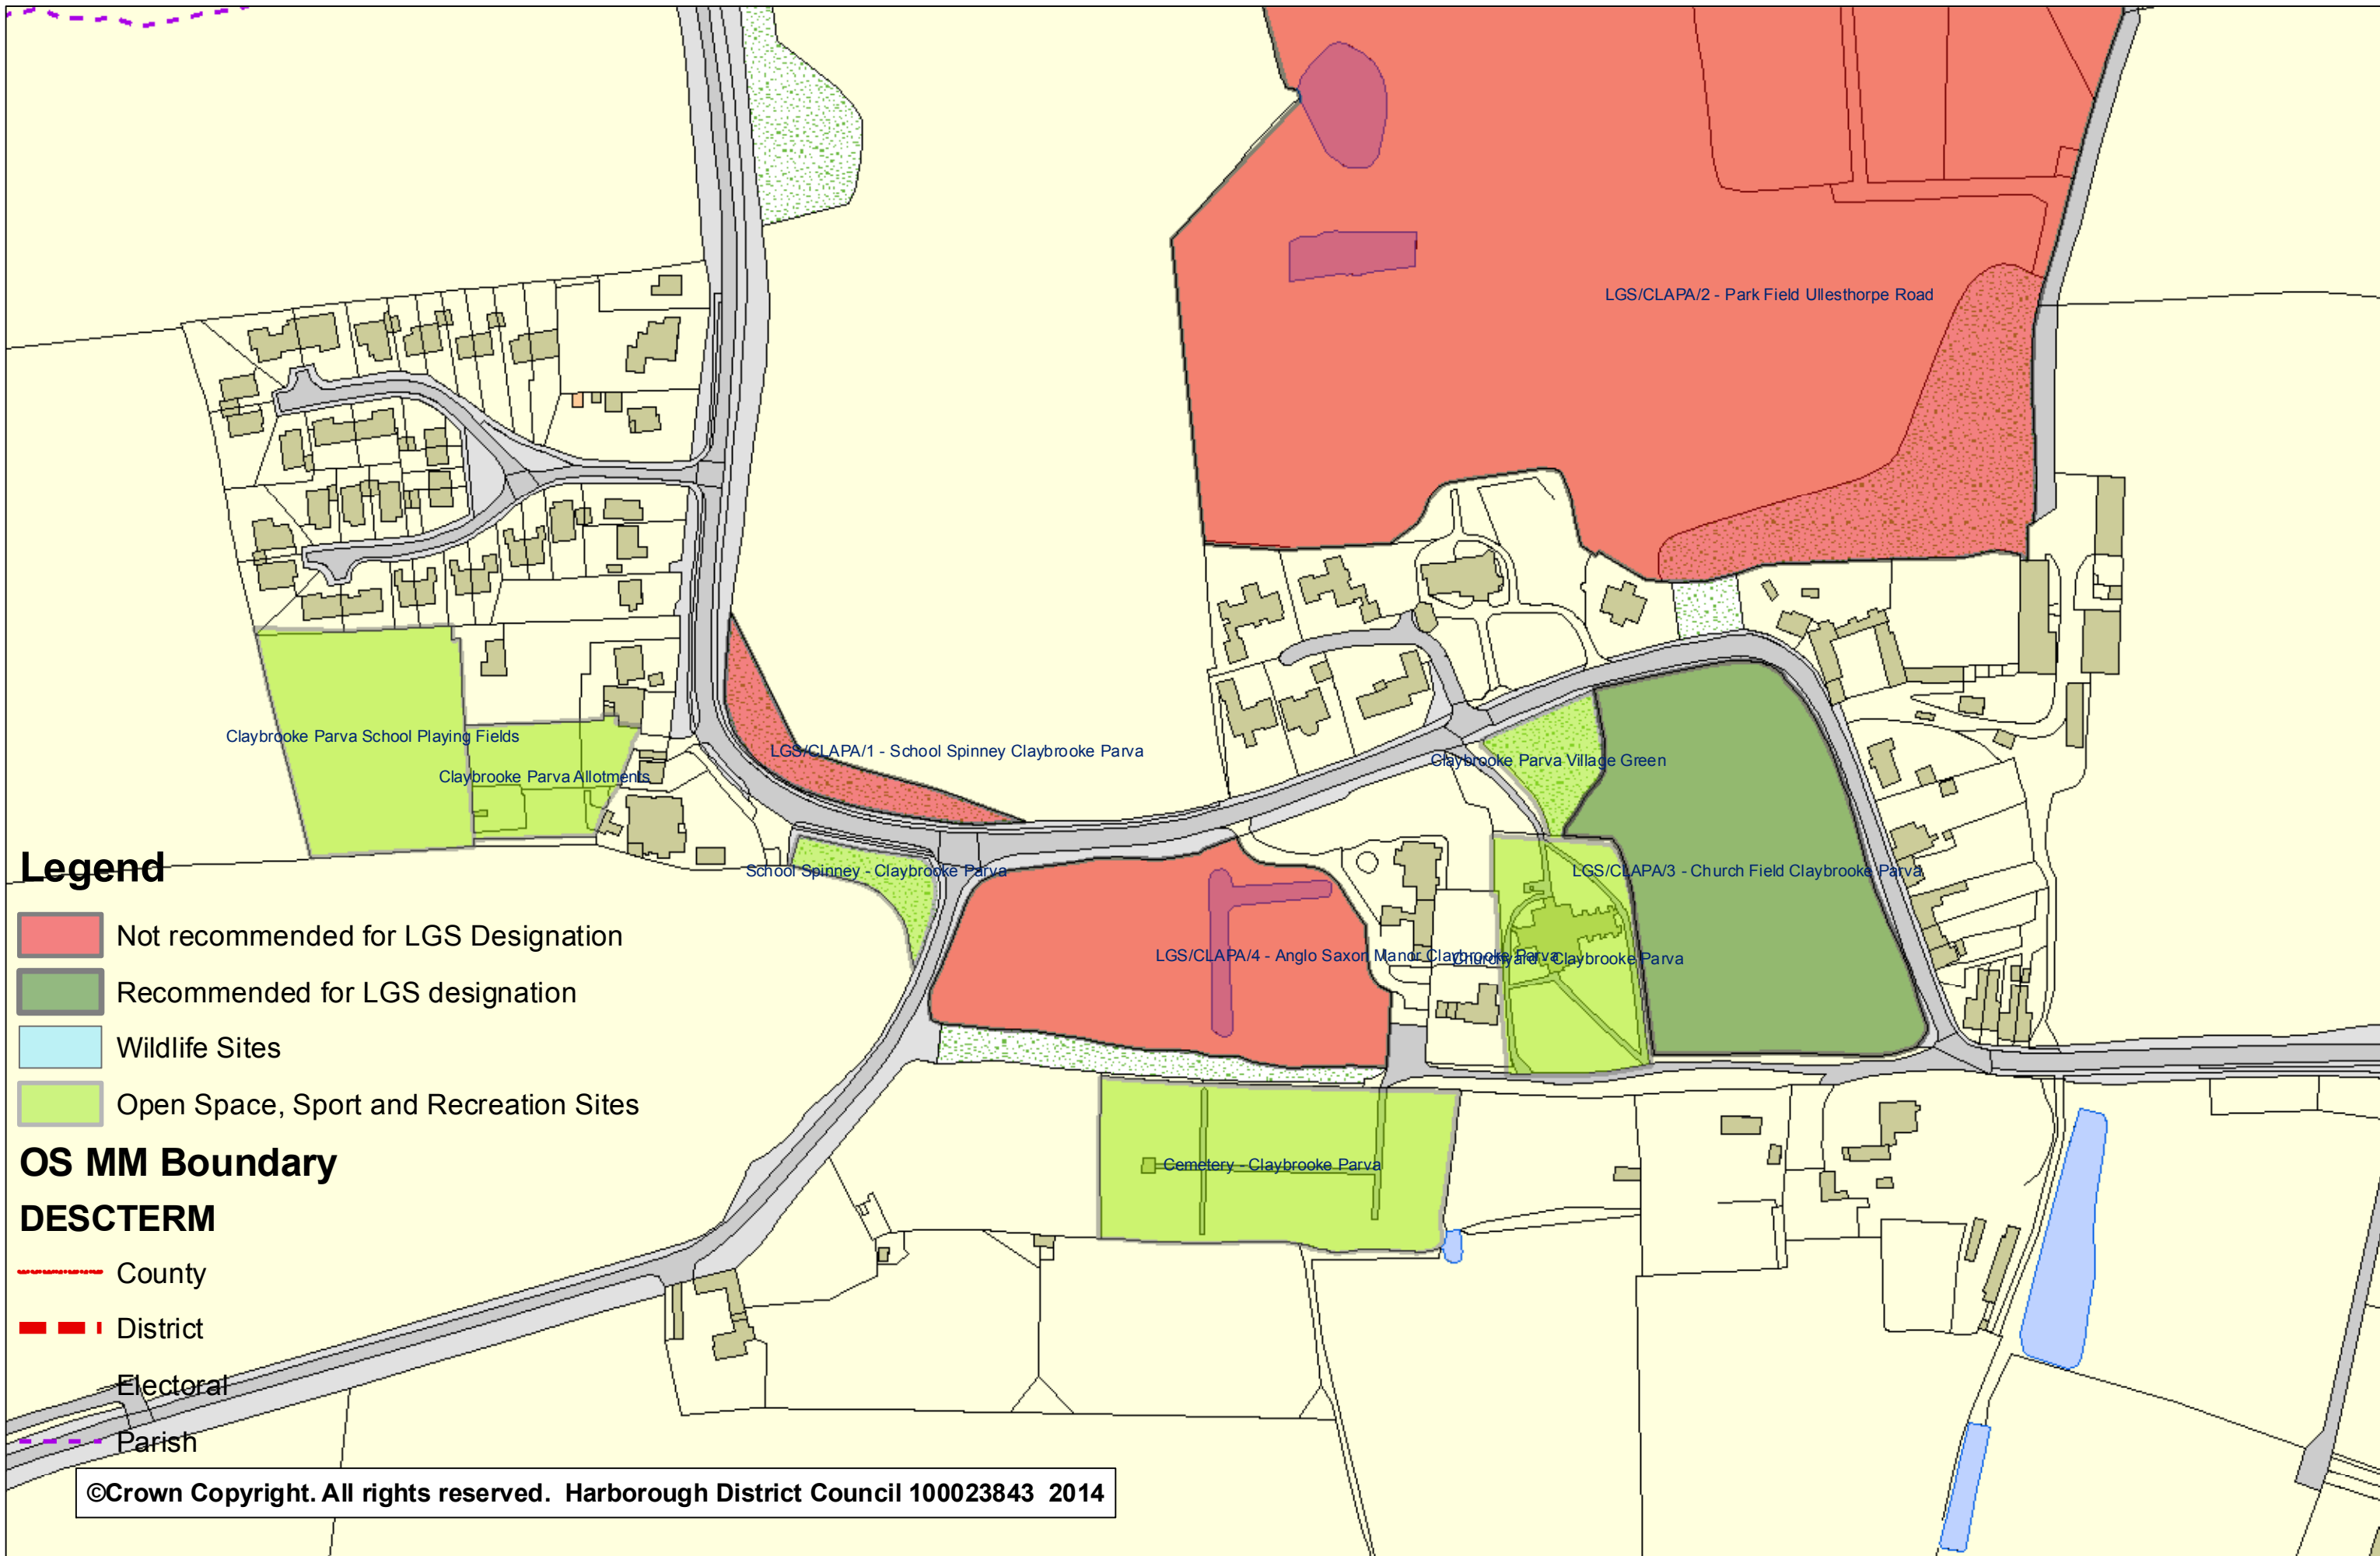 LGS/CLAPA/2 - Park Field Ullesthorpe Road
Claybrooke Parva School Playing Fields
LGS/CLAPA/1 - School Spinney Claybrooke Parva
Claybrooke Parva Village Green
Claybrooke Parva Allotments
School Spinney - Claybrooke Parva
LGS/CLAPA/3 - Church Field Claybrooke Parva
LGS/CLAPA/4 - Anglo Saxon Manor Claybrooke Parva
Churchyard - Claybrooke Parva
Cemetery - Claybrooke Parva
Legend
Not recommended for LGS Designation
Recommended for LGS designation
Wildlife Sites
Open Space, Sport and Recreation Sites
OS MM Boundary
DESCTERM
County
District
Electoral
Parish
©Crown Copyright. All rights reserved. Harborough District Council 100023843 2014